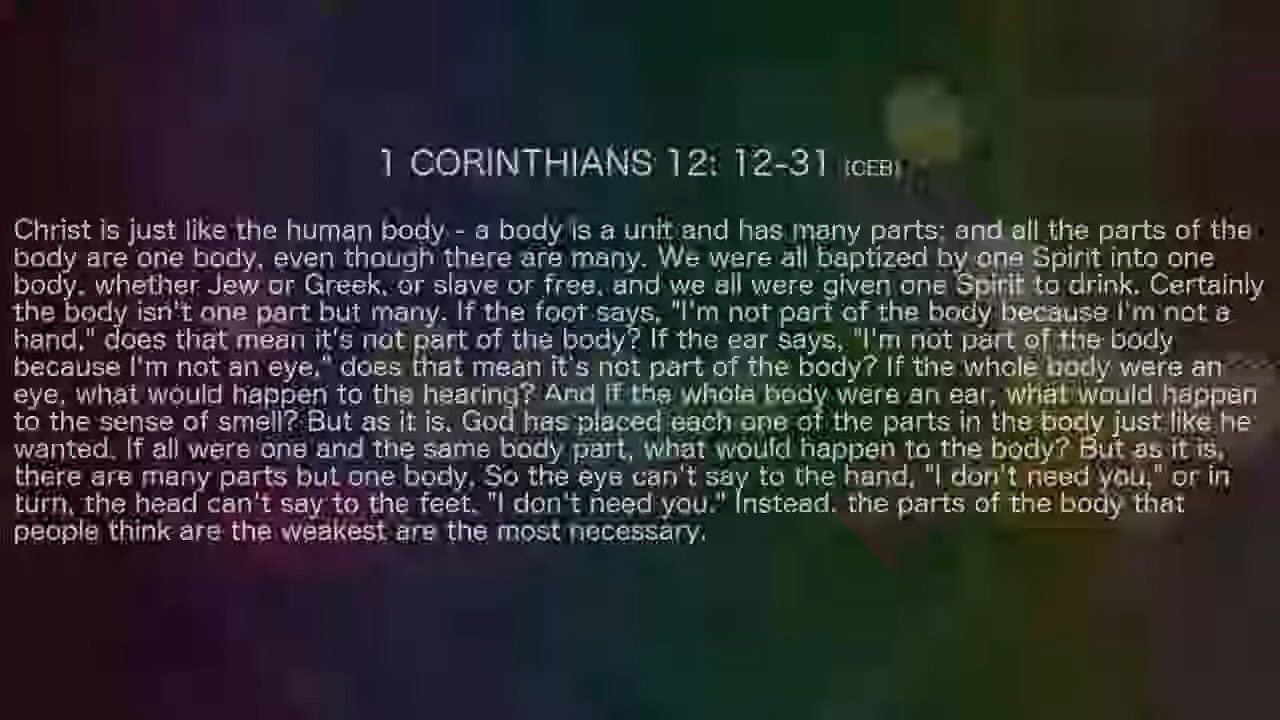 1 CORINTHIANS 12: 12-31 (CEB)
Christ is just like the human body - a body is a unit and has many parts; and all the parts of the
body are one body, even though there are many. We were all baptized by one Spirit into one
body, whether Jew or Greek, or slave or free, and we all were given one Spirit to drink. Certainly
the body isn't one part but many. If the foot says, "I'm not part of the body because I'm not a
hand," does that mean it's not part of the body? If the ear says, "I'm not part of the body
because I'm not an eye," does that mean it's not part of the body? If the whole body were an
eye, what would happen to the hearing? And if the whole body were an ear, what would happen
to the sense of smell? But as it is, God has placed each one of the parts in the body just like he
wanted. If all were one and the same body part, what would happen to the body? But as it is,
there are many parts but one body. So the eye can't say to the hand, "I don't need you," or in
turn, the head can't say to the feet, "I don't need you." Instead, the parts of the body that
people think are the weakest are the most necessary.